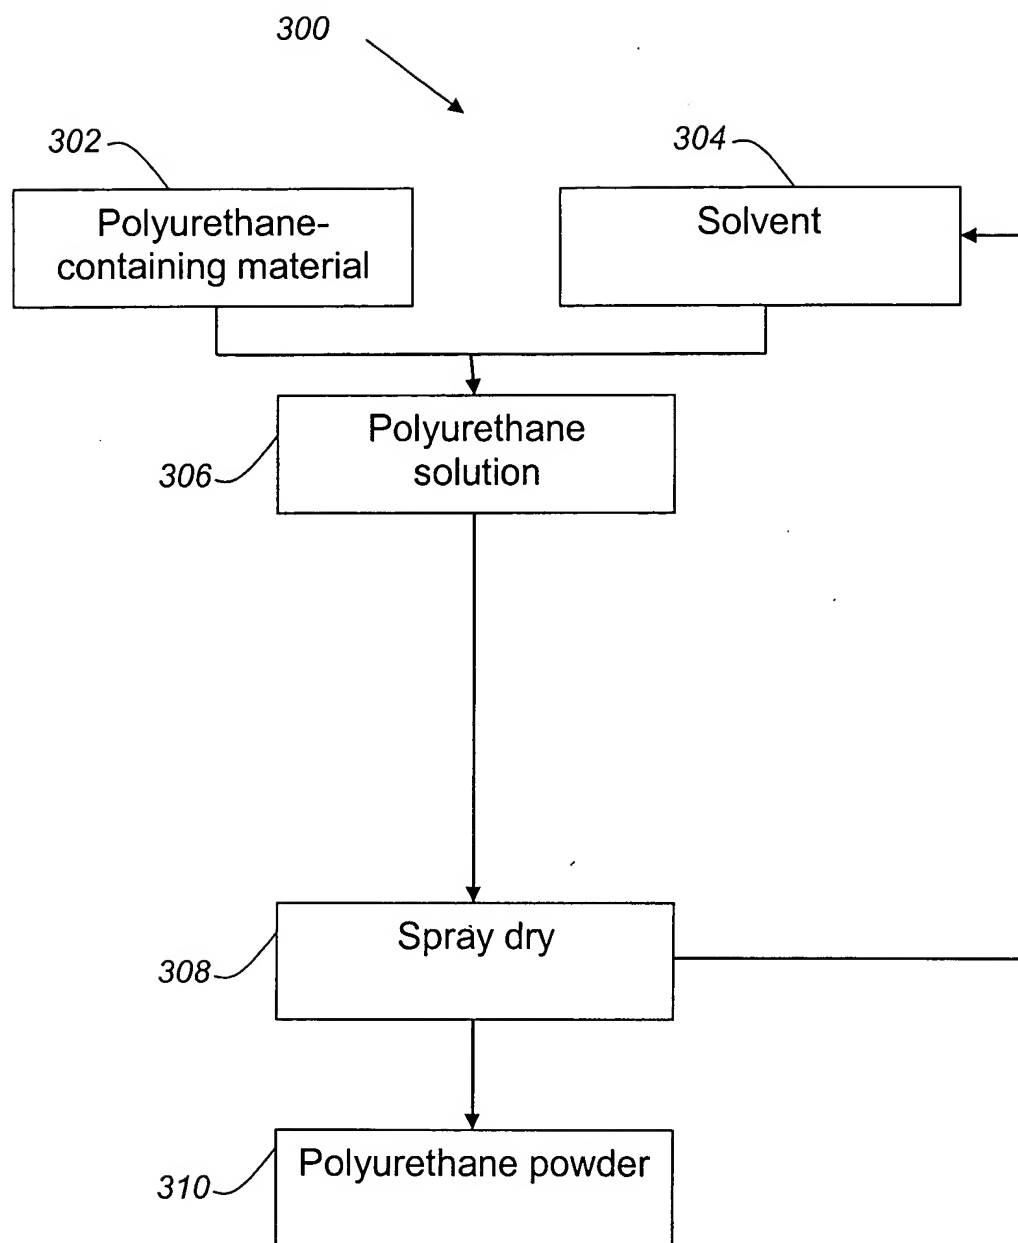 300
302
304
Polyurethane-
containing material
Solvent
Polyurethane
solution
306
Spray dry
308
Polyurethane powder
310